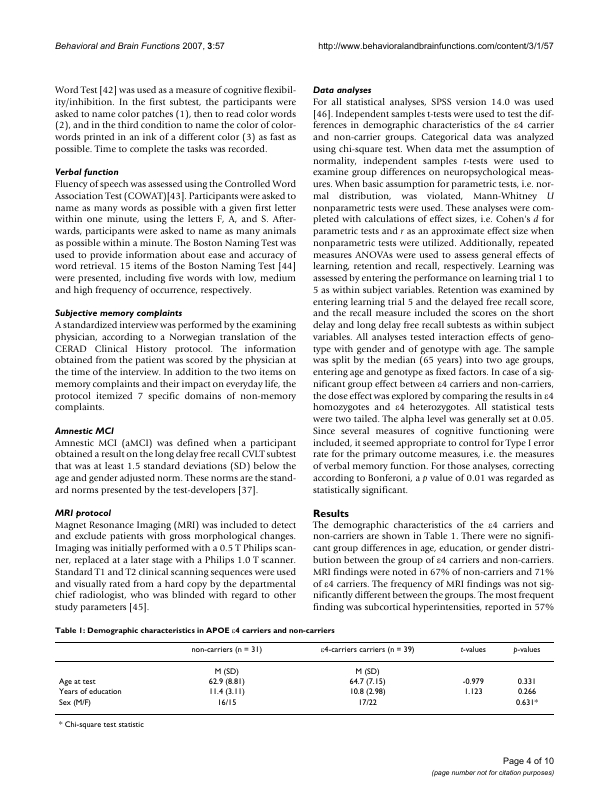 Behavioral and Brain Functions 2007, 3:57
http://www.behavioralandbrainfunctions.com/content/3/1/57
Word Test [42] was used as a measure of cognitive flexibil-
ity/inhibition. In the first subtest, the participants were
asked to name color patches (1), then to read color words
(2), and in the third condition to name the color of color-
words printed in an ink of a different color (3) as fast as
possible. Time to complete the tasks was recorded.
Verbal function
Fluency of speech was assessed using the Controlled Word
Association Test (COWAT)[43]. Participants were asked to
name as many words as possible with a given first letter
within one minute, using the letters F, A, and S. After-
wards, participants were asked to name as many animals
as possible within a minute. The Boston Naming Test was
used to provide information about ease and accuracy of
word retrieval. 15 items of the Boston Naming Test [44]
were presented, including five words with low, medium
and high frequency of occurrence, respectively.
Subjective memory complaints
A standardized interview was performed by the examining
physician, according to a Norwegian translation of the
CERAD Clinical History protocol. The information
obtained from the patient was scored by the physician at
the time of the interview. In addition to the two items on
memory complaints and their impact on everyday life, the
protocol itemized 7 specific domains of non-memory
complaints.
Amnestic MCI
Amnestic MCI (aMCI) was defined when a participant
obtained a result on the long delay free recall CVLT subtest
that was at least 1.5 standard deviations (SD) below the
age and gender adjusted norm. These norms are the stand-
ard norms presented by the test-developers [37].
MRI protocol
Magnet Resonance Imaging (MRI) was included to detect
and exclude patients with gross morphological changes.
Imaging was initially performed with a 0.5 T Philips scan-
ner, replaced at a later stage with a Philips 1.0 T scanner.
Standard T1 and T2 clinical scanning sequences were used
and visually rated from a hard copy by the departmental
chief radiologist, who was blinded with regard to other
study parameters [45].
Data analyses
For all statistical analyses, SPSS version 14.0 was used
[46]. Independent samples t-tests were used to test the dif-
ferences in demographic characteristics of the ε4 carrier
and non-carrier groups. Categorical data was analyzed
using chi-square test. When data met the assumption of
normality, independent samples t-tests were used to
examine group differences on neuropsychological meas-
ures. When basic assumption for parametric tests, i.e. nor-
mal distribution, was violated, Mann-Whitney U
nonparametric tests were used. These analyses were com-
pleted with calculations of effect sizes, i.e. Cohen's d for
parametric tests and r as an approximate effect size when
nonparametric tests were utilized. Additionally, repeated
measures ANOVAs were used to assess general effects of
learning, retention and recall, respectively. Learning was
assessed by entering the performance on learning trial 1 to
5 as within subject variables. Retention was examined by
entering learning trial 5 and the delayed free recall score,
and the recall measure included the scores on the short
delay and long delay free recall subtests as within subject
variables. All analyses tested interaction effects of geno-
type with gender and of genotype with age. The sample
was split by the median (65 years) into two age groups,
entering age and genotype as fixed factors. In case of a sig-
nificant group effect between ε4 carriers and non-carriers,
the dose effect was explored by comparing the results in ε4
homozygotes and ε4 heterozygotes. All statistical tests
were two tailed. The alpha level was generally set at 0.05.
Since several measures of cognitive functioning were
included, it seemed appropriate to control for Type I error
rate for the primary outcome measures, i.e. the measures
of verbal memory function. For those analyses, correcting
according to Bonferoni, a p value of 0.01 was regarded as
statistically significant.
Results
The demographic characteristics of the ε4 carriers and
non-carriers are shown in Table 1. There were no signifi-
cant group differences in age, education, or gender distri-
bution between the group of ε4 carriers and non-carriers.
MRI findings were noted in 67% of non-carriers and 71%
of ε4 carriers. The frequency of MRI findings was not sig-
nificantly different between the groups. The most frequent
finding was subcortical hyperintensities, reported in 57%
Table 1: Demographic characteristics in APOE ε4 carriers and non-carriers
non-carriers (n = 31) ε4-carriers carriers (n = 39) t-values p-values
M (SD) M (SD)
Age at test 62.9 (8.81) 64.7 (7.15) -0.979 0.331
Years of education 11.4 (3.11) 10.8 (2.98) 1.123 0.266
Sex (M/F) 16/15 17/22 0.631*
* Chi-square test statistic
Page 4 of 10
(page number not for citation purposes)